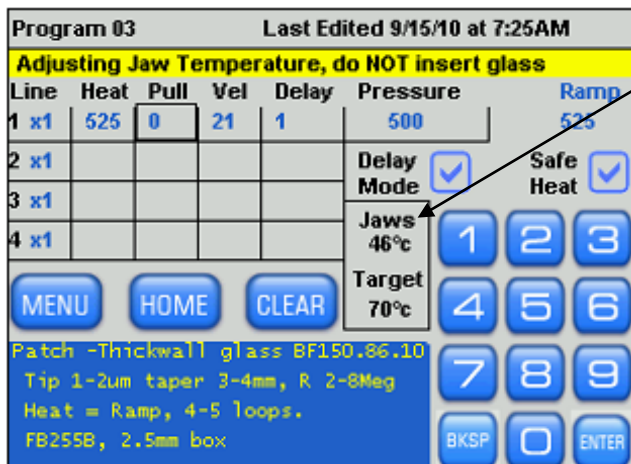 Program 03 Last Edited 9/15/10 at 7:25AM
Adjusting Jaw Temperature, do NOT insert glass
Line Heat Pull Vel Delay Pressure Ramp
1 x1 525 0 21 1 500 525
2 x1
3 x1
4 x1
Delay Mode
Safe Heat
Jaws
46°c
Target
70°c
1 2 3
4 5 6
7 8 9
BKSP 0 ENTER
MENU HOME CLEAR
Patch -Thickwall glass BF150.86.10
Tip 1-2um taper 3-4mm, R 2-8Meg
Heat = Ramp, 4-5 loops.
FB255B, 2.5mm box